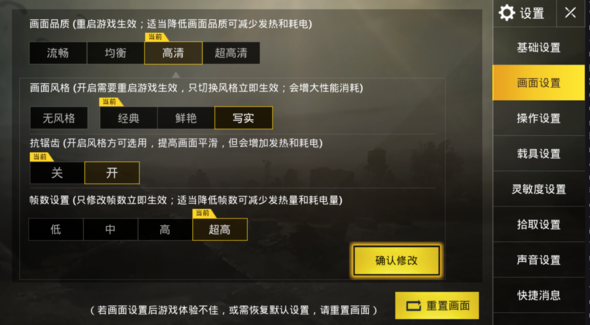 画面品质 (重启游戏生效；适当降低画面品质可减少发热和耗电)
当前
流畅 均衡 高清 超高清
画面风格 (开启需要重启游戏生效，只切换风格立即生效；会增大性能消耗)
当前
无风格 经典 鲜艳 写实
抗锯齿 (开启风格方可选用，提高画面平滑，但会增加发热和耗电)
当前
关 开
帧数设置 (只修改帧数立即生效；适当降低帧数可减少发热量和耗电量)
当前
低 中 高 超高
确认修改
(若画面设置后游戏体验不佳，或需恢复默认设置，请重置画面)
重置画面
设置
基础设置
画面设置
操作设置
载具设置
灵敏度设置
拾取设置
声音设置
快捷消息